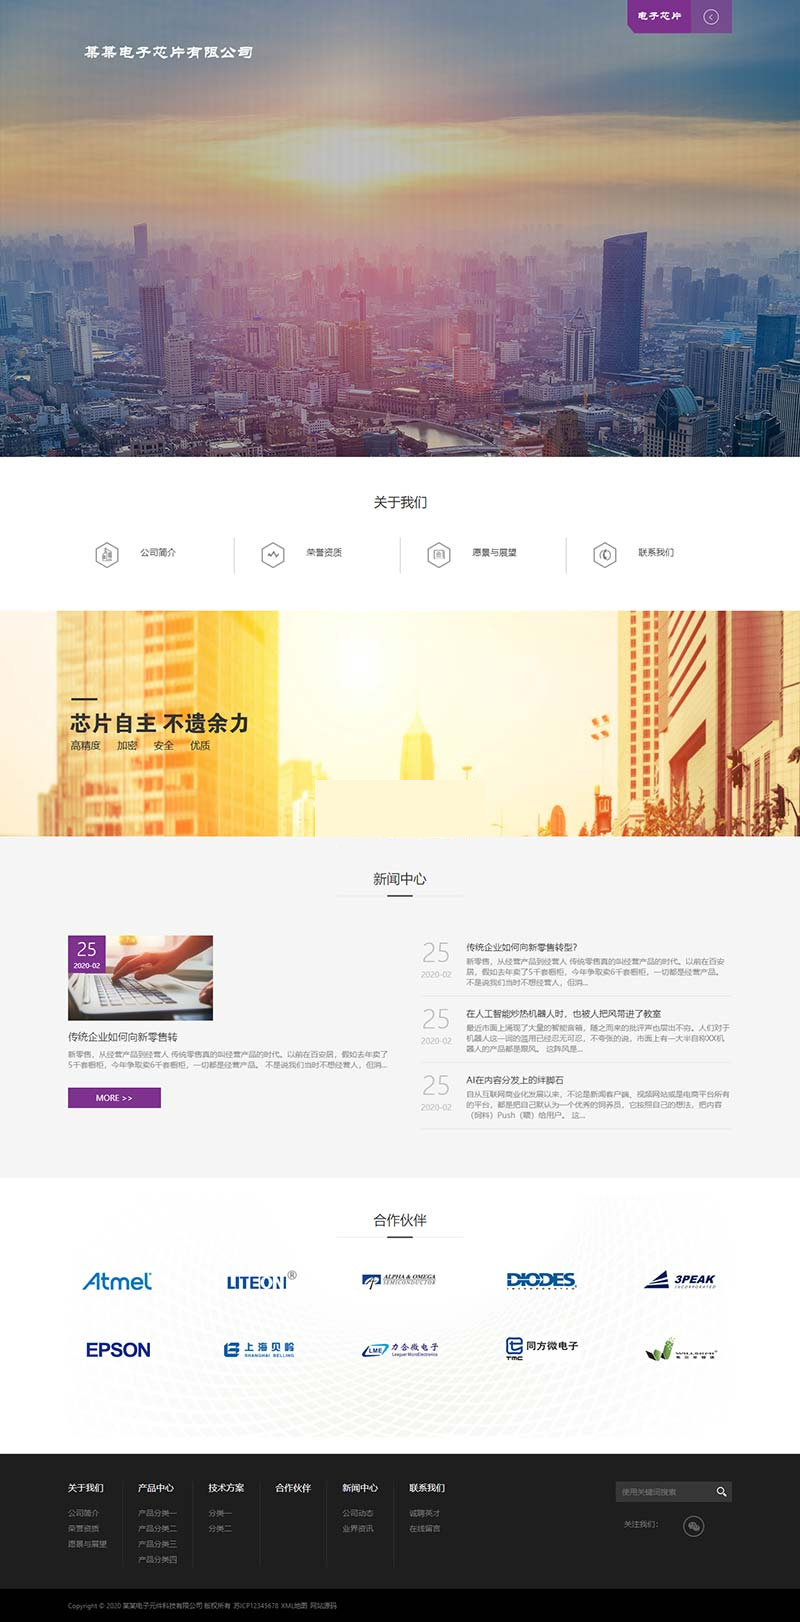 电子芯片
某某电子芯片有限公司
关于我们
公司简介
荣誉资质
愿景与展望
联系我们
芯片自主 不遗余力
高精度 加密 安全 优质
新闻中心
25
2020-02
传统企业如何向新零售转
新零售，从经营产品到经营人 传统零售真的叫经营产品的时代。以前在百安居，假如去年卖了
5千套橱柜，今年争取卖6千套橱柜，一切都是经营产品。 不是说我们当时不想经营人，但消...
MORE >>
25
2020-02
传统企业如何向新零售转型？
新零售，从经营产品到经营人 传统零售真的叫经营产品的时代。以前在百安
居，假如去年卖了5千套橱柜，今年争取卖6千套橱柜，一切都是经营产品。
不是说我们当时不想经营人，但消...
25
2020-02
在人工智能炒热机器人时，也被人把风带进了教室
最近市面上涌现了大量的智能音箱，随之而来的批评声也层出不穷。人们对于
机器人这一词的滥用已经忍无可忍，不夸张的说，市面上有一大半自称XX机
器人的产品都是跟风。 这阵风是...
25
2020-02
AI在内容分发上的绊脚石
自从互联网商业化发展以来，不论是新闻客户端、视频网站或是电商平台所有
的平台，都是把自己默认为一个优秀的饲养员，它按照自己的想法，把内容
（饲料）Push（喂）给用户。 这...
合作伙伴
Atmel
LITEON®
ALPHA & OMEGA
SEMICONDUCTOR
DIODES
INCORPORATED
3PEAK
INCORPORATED
EPSON
上海贝岭
SHANGHAI BELLING
LME
力合微电子
Leaguer MicroElectronics
TMC
同方微电子
WILLSEMI
关于我们
公司简介
荣誉资质
愿景与展望
产品中心
产品分类一
产品分类二
产品分类三
产品分类四
技术方案
分类一
分类二
合作伙伴
新闻中心
公司动态
业界资讯
联系我们
诚聘英才
在线留言
使用关键词搜索
关注我们：
Copyright © 2020 某某电子元件科技有限公司 版权所有 苏ICP12345678 XML地图 网站源码